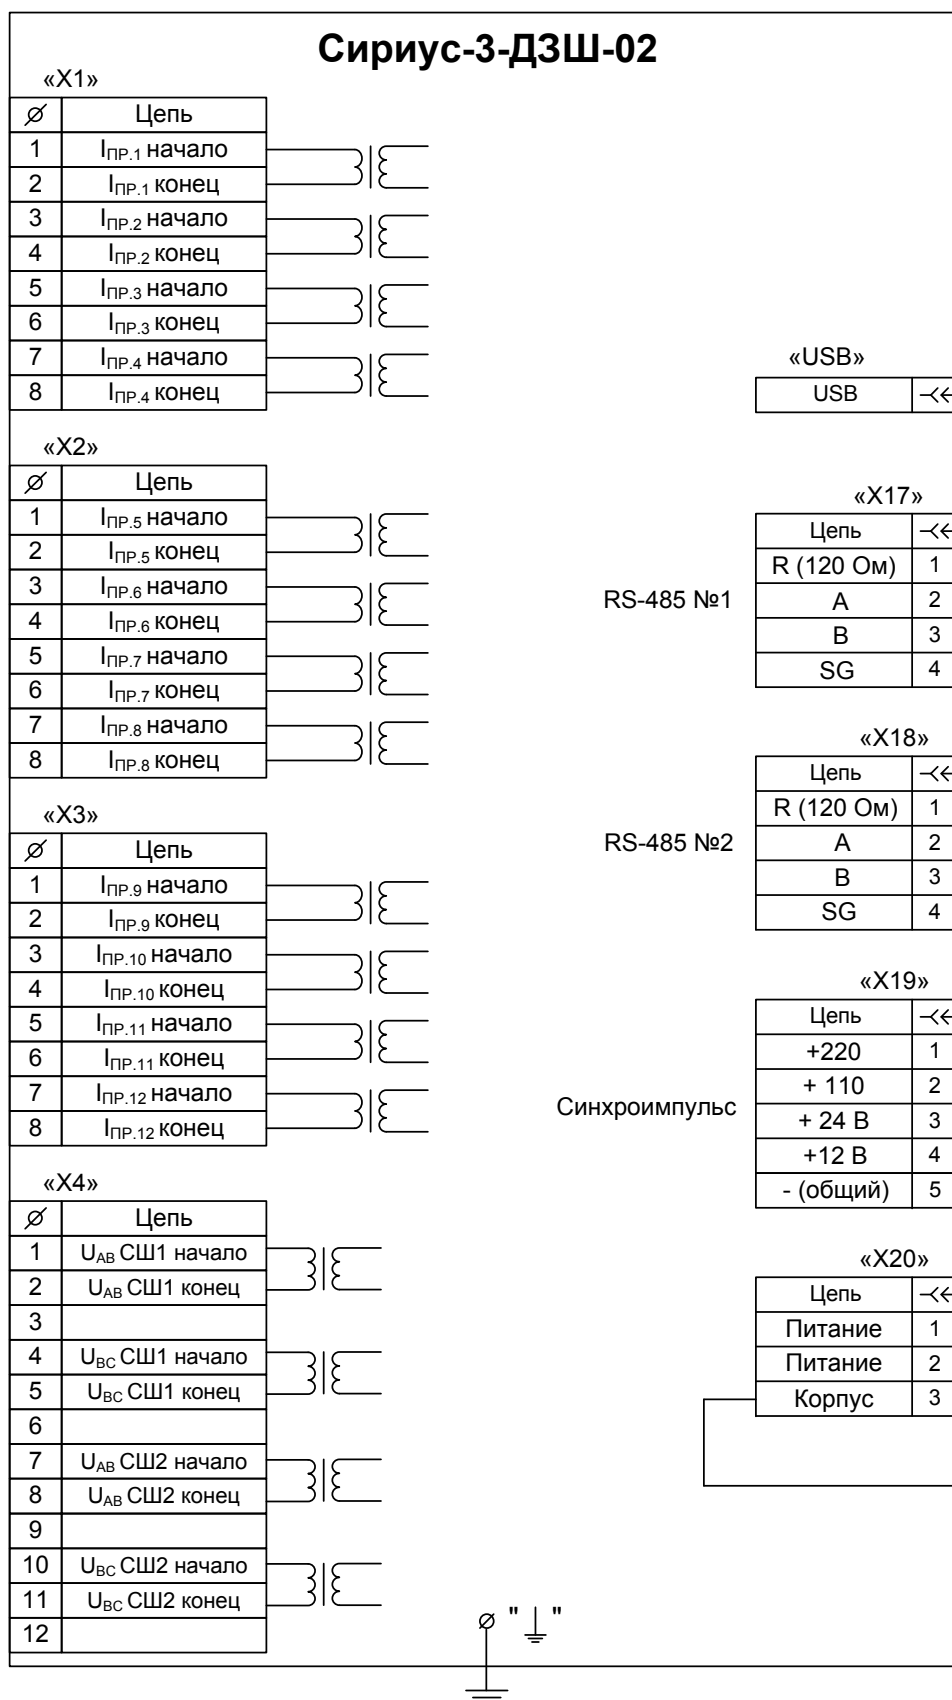 Сириус-3-ДЗШ-02
«X1»
Ø Цепь
1 IПР.1 начало
2 IПР.1 конец
3 IПР.2 начало
4 IПР.2 конец
5 IПР.3 начало
6 IПР.3 конец
7 IПР.4 начало
8 IПР.4 конец
«X2»
Ø Цепь
1 IПР.5 начало
2 IПР.5 конец
3 IПР.6 начало
4 IПР.6 конец
5 IПР.7 начало
6 IПР.7 конец
7 IПР.8 начало
8 IПР.8 конец
«X3»
Ø Цепь
1 IПР.9 начало
2 IПР.9 конец
3 IПР.10 начало
4 IПР.10 конец
5 IПР.11 начало
6 IПР.11 конец
7 IПР.12 начало
8 IПР.12 конец
«X4»
Ø Цепь
1 UAB СШ1 начало
2 UAB СШ1 конец
3
4 UBC СШ1 начало
5 UBC СШ1 конец
6
7 UAB СШ2 начало
8 UAB СШ2 конец
9
10 UBC СШ2 начало
11 UBC СШ2 конец
12
«USB»
USB
«X17»
Цепь
R (120 Ом) 1
RS-485 №1
A 2
B 3
SG 4
«X18»
Цепь
R (120 Ом) 1
RS-485 №2
A 2
B 3
SG 4
«X19»
Цепь
+220 1
+ 110 2
Синхроимпульс
+ 24 В 3
+12 В 4
- (общий) 5
«X20»
Цепь
Питание 1
Питание 2
Корпус 3